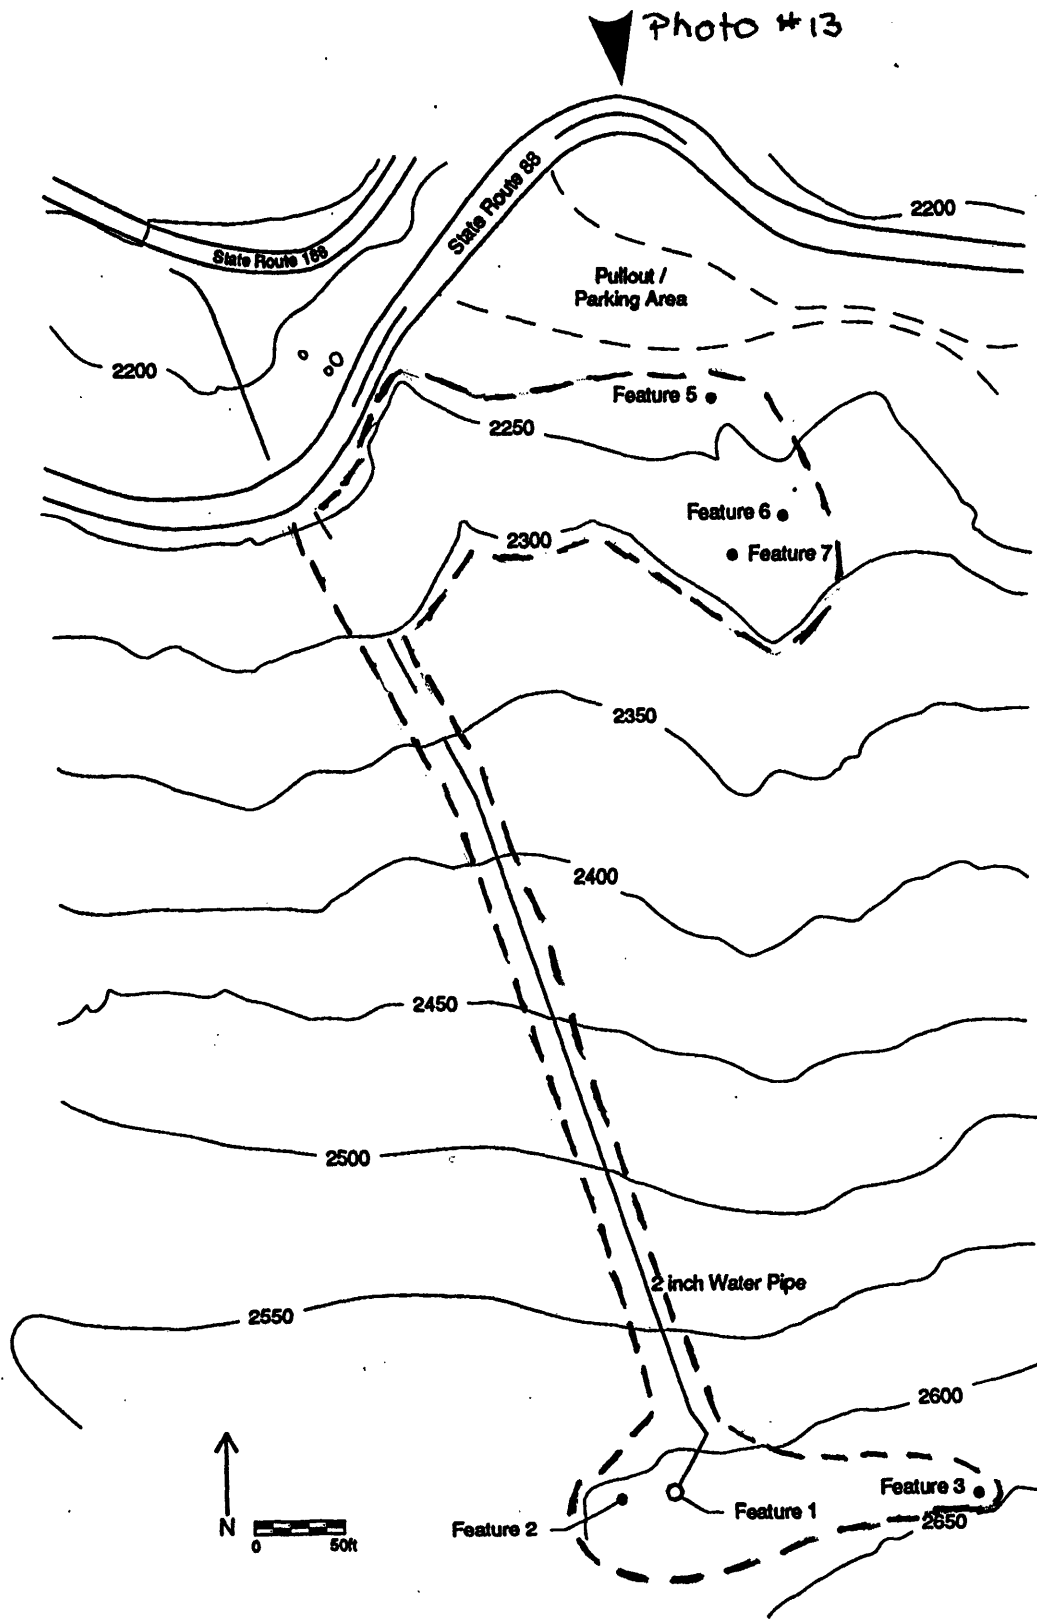 Photo #13
State Route 88
2200
State Route 188
Pullout /
Parking Area
2200
Feature 5
2250
Feature 6
2300
Feature 7
2350
2400
2450
2500
2 inch Water Pipe
2550
2600
Feature 3
Feature 1
2650
Feature 2
N
0 50ft